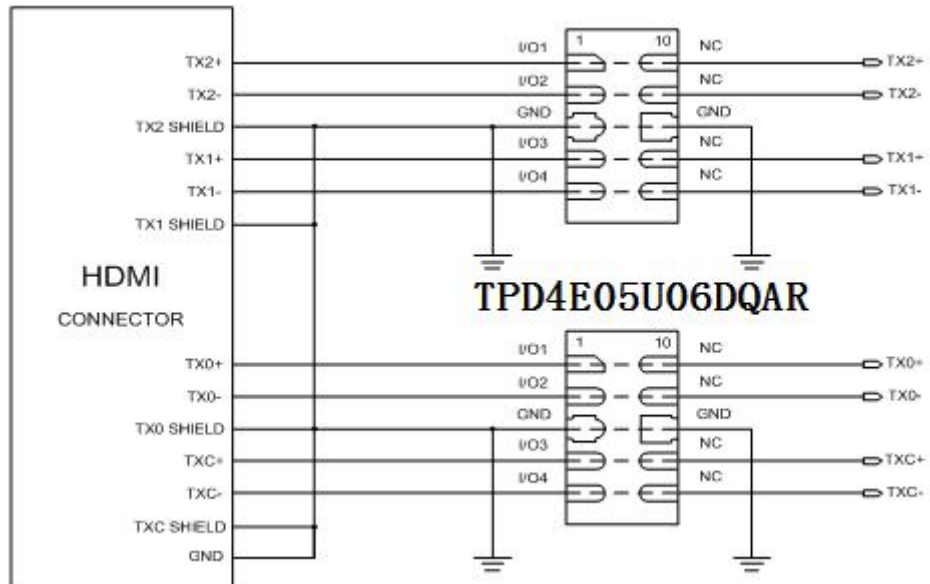 I/O1 1 10 NC
TX2+ TX2+
I/O2 NC
TX2- TX2-
GND GND
TX2 SHIELD
I/O3 NC
TX1+ TX1+
I/O4 NC
TX1- TX1-
TX1 SHIELD
HDMI
CONNECTOR
TPD4E05U06DQAR
I/O1 1 10 NC
TX0+ TX0+
I/O2 NC
TX0- TX0-
GND GND
TX0 SHIELD
I/O3 NC
TXC+ TXC+
I/O4 NC
TXC- TXC-
TXC SHIELD
GND